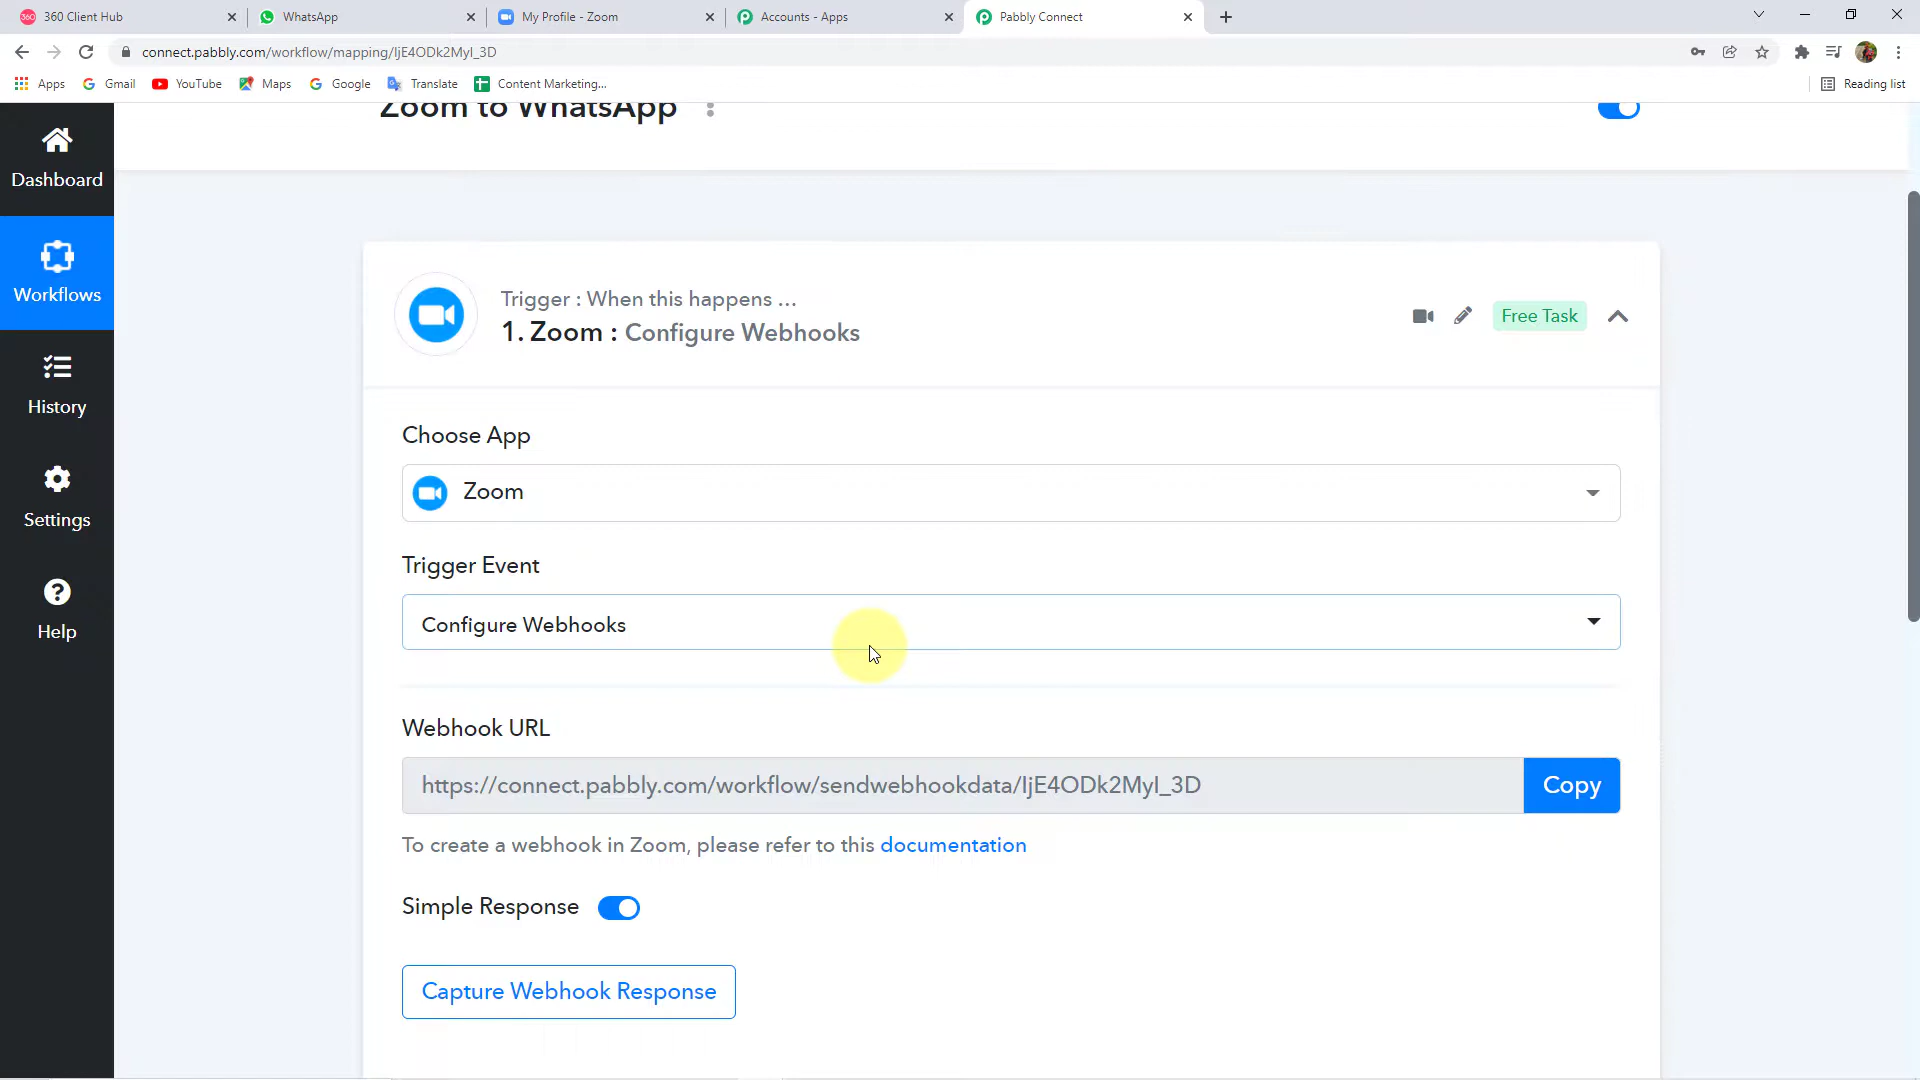 360 Client Hub
WhatsApp
My Profile - Zoom
Accounts - Apps
Pabbly Connect
connect.pabbly.com/workflow/mapping/IjE4ODk2MyI_3D
Apps
Gmail
YouTube
Maps
Google
Translate
Content Marketing...
Reading list
Zoom to WhatsApp
Dashboard
Workflows
History
Settings
Help
Trigger : When this happens ...
1. Zoom : Configure Webhooks
Free Task
Choose App
Zoom
Trigger Event
Configure Webhooks
Webhook URL
https://connect.pabbly.com/workflow/sendwebhookdata/IjE4ODk2MyI_3D
Copy
To create a webhook in Zoom, please refer to this documentation
Simple Response
Capture Webhook Response